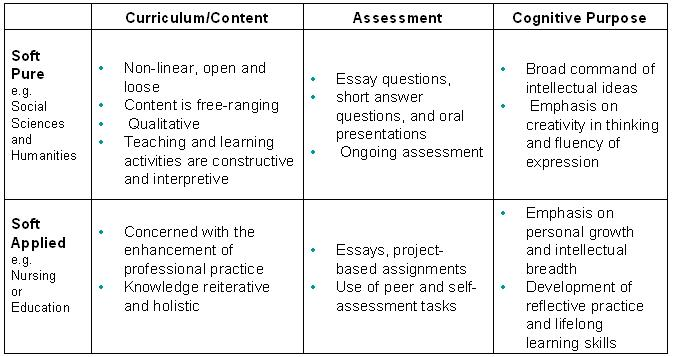 Curriculum/Content
Assessment
Cognitive Purpose
Soft
Pure
e.g.
Social
Sciences
and
Humanities
• Non-linear, open and
loose
• Content is free-ranging
• Qualitative
• Teaching and learning
activities are constructive
and interpretive
• Essay questions,
• short answer
questions, and oral
presentations
• Ongoing assessment
• Broad command of
intellectual ideas
• Emphasis on
creativity in thinking
and fluency of
expression
Soft
Applied
e.g.
Nursing
or
Education
• Concerned with the
enhancement of
professional practice
• Knowledge reiterative
and holistic
• Essays, project-
based assignments
• Use of peer and self-
assessment tasks
• Emphasis on
personal growth
and intellectual
breadth
• Development of
reflective practice
and lifelong
learning skills